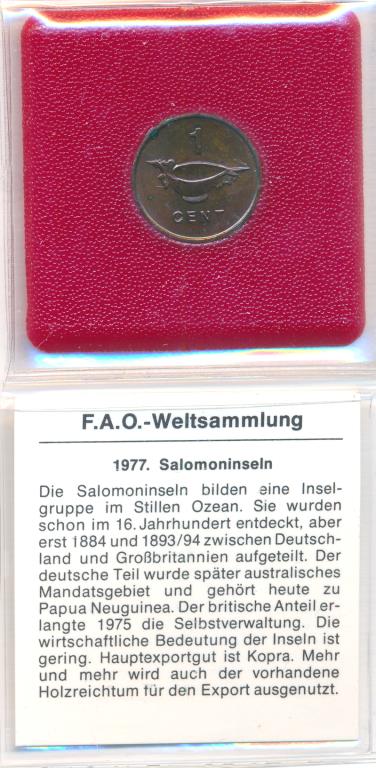 1
CENT
F.A.O.-Weltsammlung
1977. Salomoninseln
Die Salomoninseln bilden eine Insel-
gruppe im Stillen Ozean. Sie wurden
schon im 16. Jahrhundert entdeckt, aber
erst 1884 und 1893/94 zwischen Deutsch-
land und Großbritannien aufgeteilt. Der
deutsche Teil wurde später australisches
Mandatsgebiet und gehört heute zu
Papua Neuguinea. Der britische Anteil er-
langte 1975 die Selbstverwaltung. Die
wirtschaftliche Bedeutung der Inseln ist
gering. Hauptexportgut ist Kopra. Mehr
und mehr wird auch der vorhandene
Holzreichtum für den Export ausgenutzt.